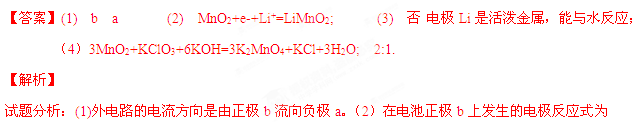 【答案】(1) b a (2) MnO₂+e-+Li⁺=LiMnO₂; (3) 否 电极 Li 是活泼金属，能与水反应；
（4）3MnO₂+KClO₃+6KOH=3K₂MnO₄+KCl+3H₂O; 2:1.
【解析】
试题分析：(1)外电路的电流方向是由正极 b 流向负极 a。（2）在电池正极 b 上发生的电极反应式为